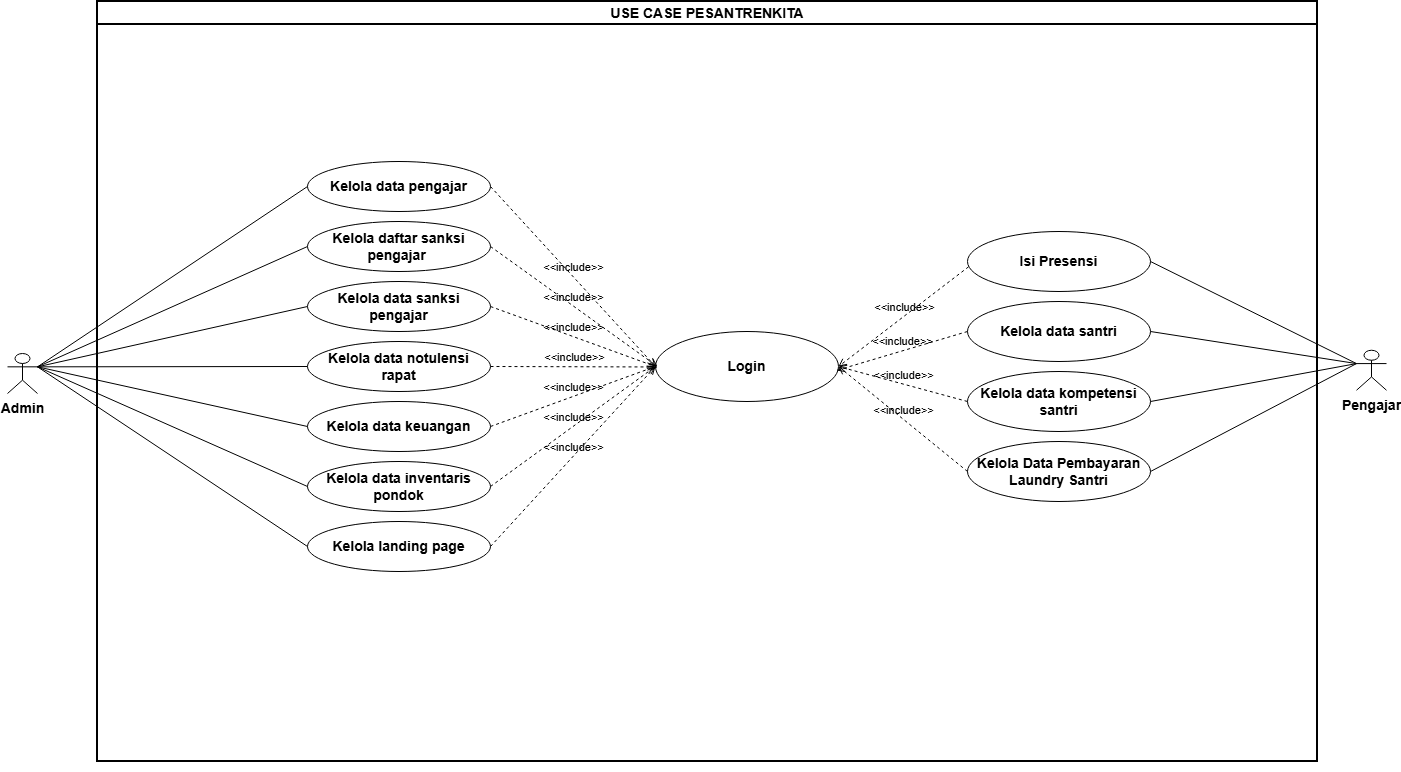 USE CASE PESANTRENKITA
Kelola data pengajar
Kelola daftar sanksi
pengajar
Kelola data sanksi
pengajar
Kelola data notulensi
rapat
Kelola data keuangan
Kelola data inventaris
pondok
Kelola landing page
Admin
<<include>>
<<include>>
<<include>>
<<include>>
<<include>>
<<include>>
<<include>>
Login
<<include>>
<<include>>
<<include>>
<<include>>
Isi Presensi
Kelola data santri
Kelola data kompetensi
santri
Kelola Data Pembayaran
Laundry Santri
Pengajar